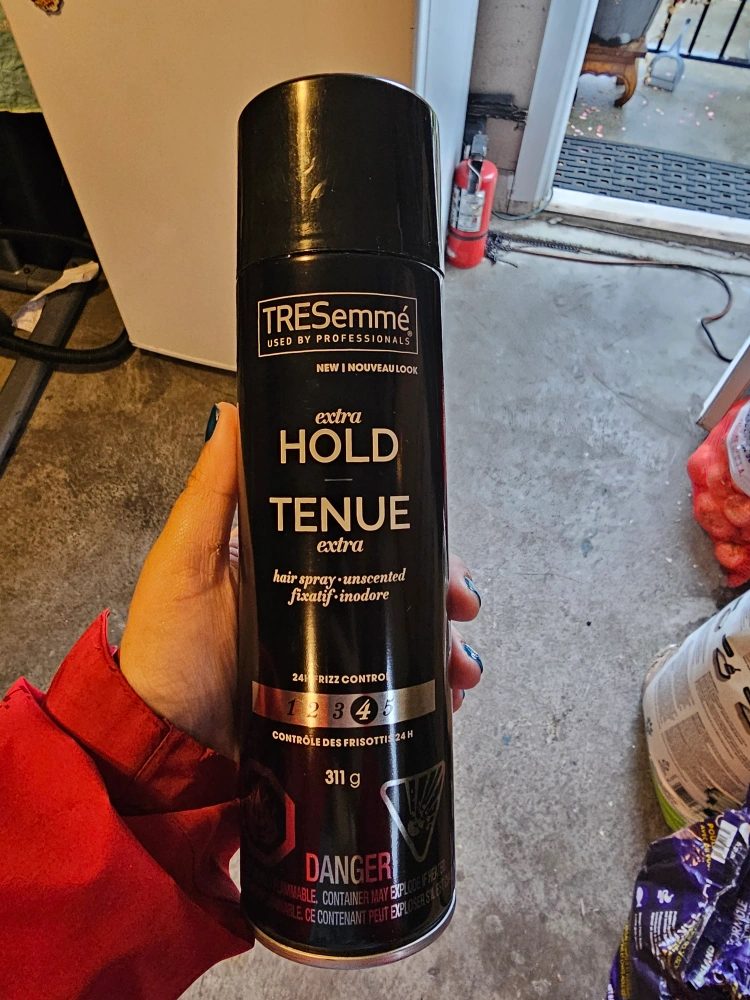 TRESemmé
USED BY PROFESSIONALS
NEW | NOUVEAU LOOK
extra
HOLD
TENUE
extra
hair spray · unscented
fixatif · inodore
24H FRIZZ CONTROL
1 2 3 4 5
CONTRÔLE DES FRISOTTIS 24 H
311 g
DANGER
FLAMMABLE. CONTAINER MAY EXPLODE IF HEATED
CE CONTENANT PEUT EXPLOSER S'IL EST